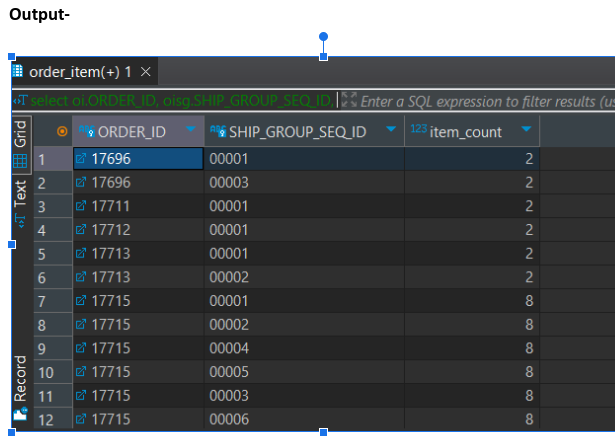 Output-
order_item(+) 1 ×
select oi.ORDER_ID, oisg.SHIP_GROUP_SEQ_ID, Enter a SQL expression to filter results (us
Grid
Text
Record
ORDER_ID SHIP_GROUP_SEQ_ID 123 item_count
1 17696 00001 2
2 17696 00003 2
3 17711 00001 2
4 17712 00001 2
5 17713 00001 2
6 17713 00002 2
7 17715 00001 8
8 17715 00002 8
9 17715 00004 8
10 17715 00005 8
11 17715 00003 8
12 17715 00006 8